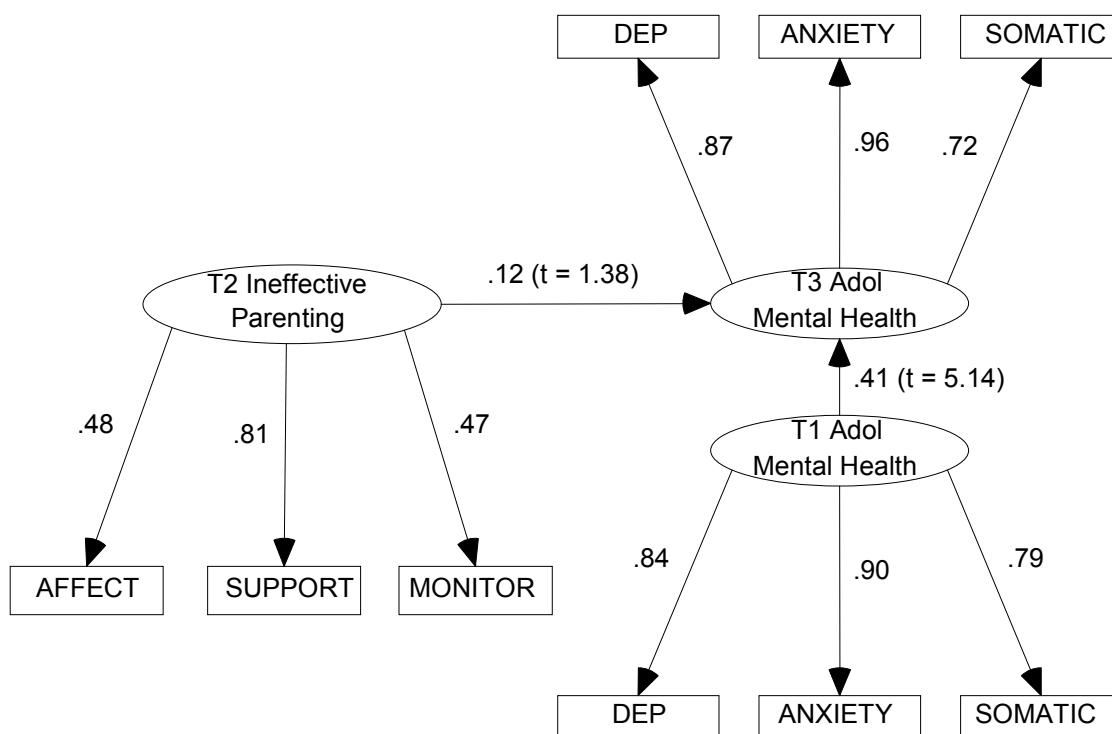 DEP
ANXIETY
SOMATIC
.87
.96
.72
T2 Ineffective
Parenting
.12 (t = 1.38)
T3 Adol
Mental Health
.41 (t = 5.14)
T1 Adol
Mental Health
.48
.81
.47
.84
.90
.79
AFFECT
SUPPORT
MONITOR
DEP
ANXIETY
SOMATIC